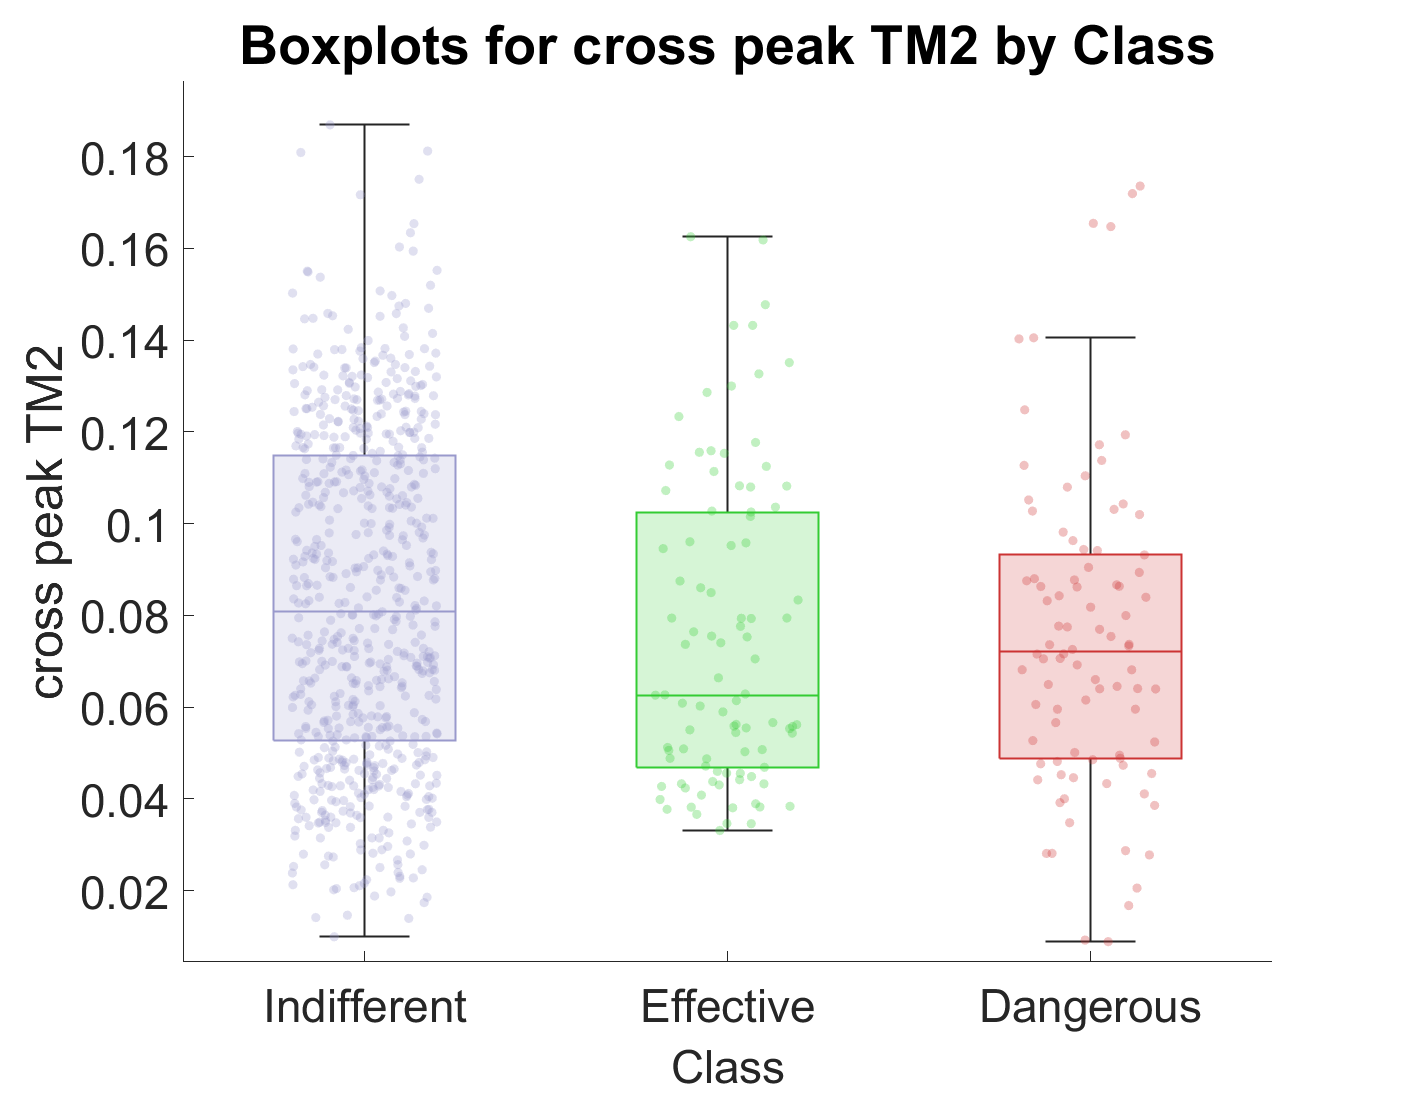 Boxplots for cross peak TM2 by Class
cross peak TM2
0.18
0.16
0.14
0.12
0.1
0.08
0.06
0.04
0.02
Indifferent
Effective
Dangerous
Class